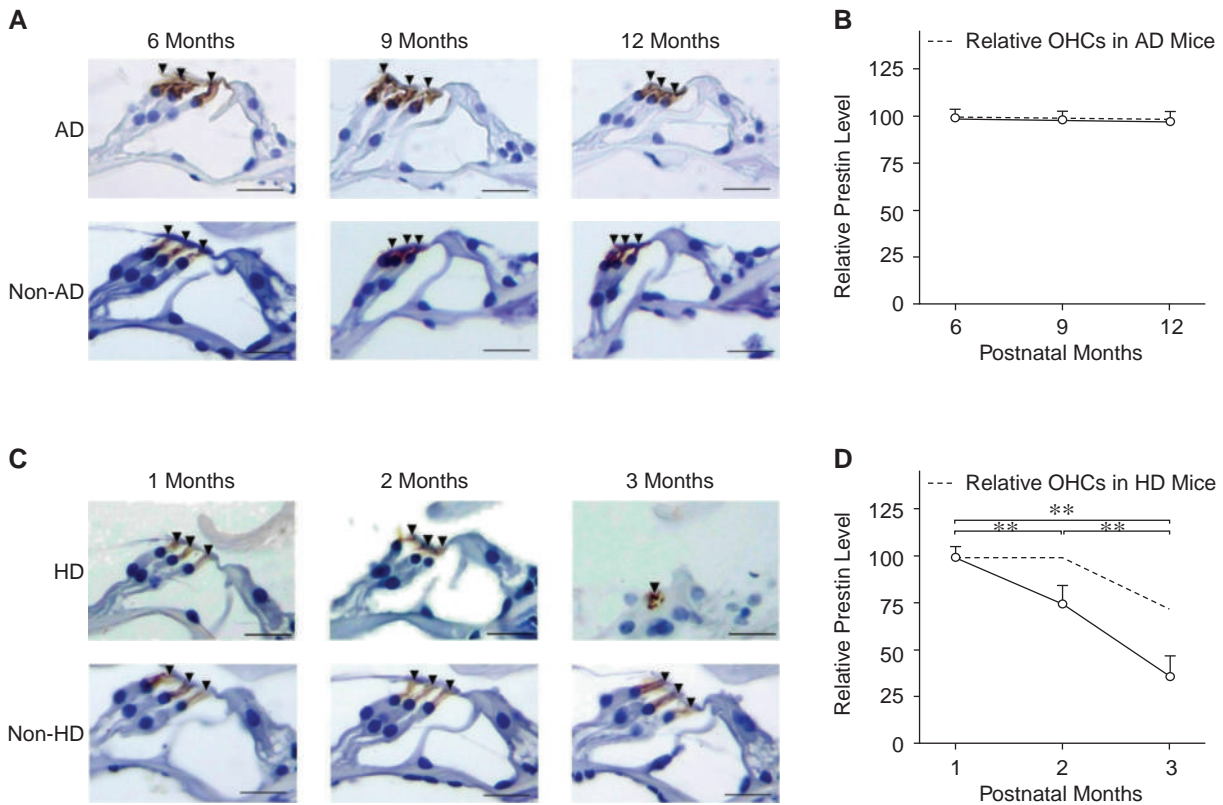 A
6 Months 9 Months 12 Months
AD
Non-AD
B
Relative OHCs in AD Mice
Relative Prestin Level
125
100
75
50
25
0
6 9 12
Postnatal Months
C
1 Months 2 Months 3 Months
HD
Non-HD
D
Relative OHCs in HD Mice
Relative Prestin Level
125
100
75
50
25
0
**
** **
1 2 3
Postnatal Months